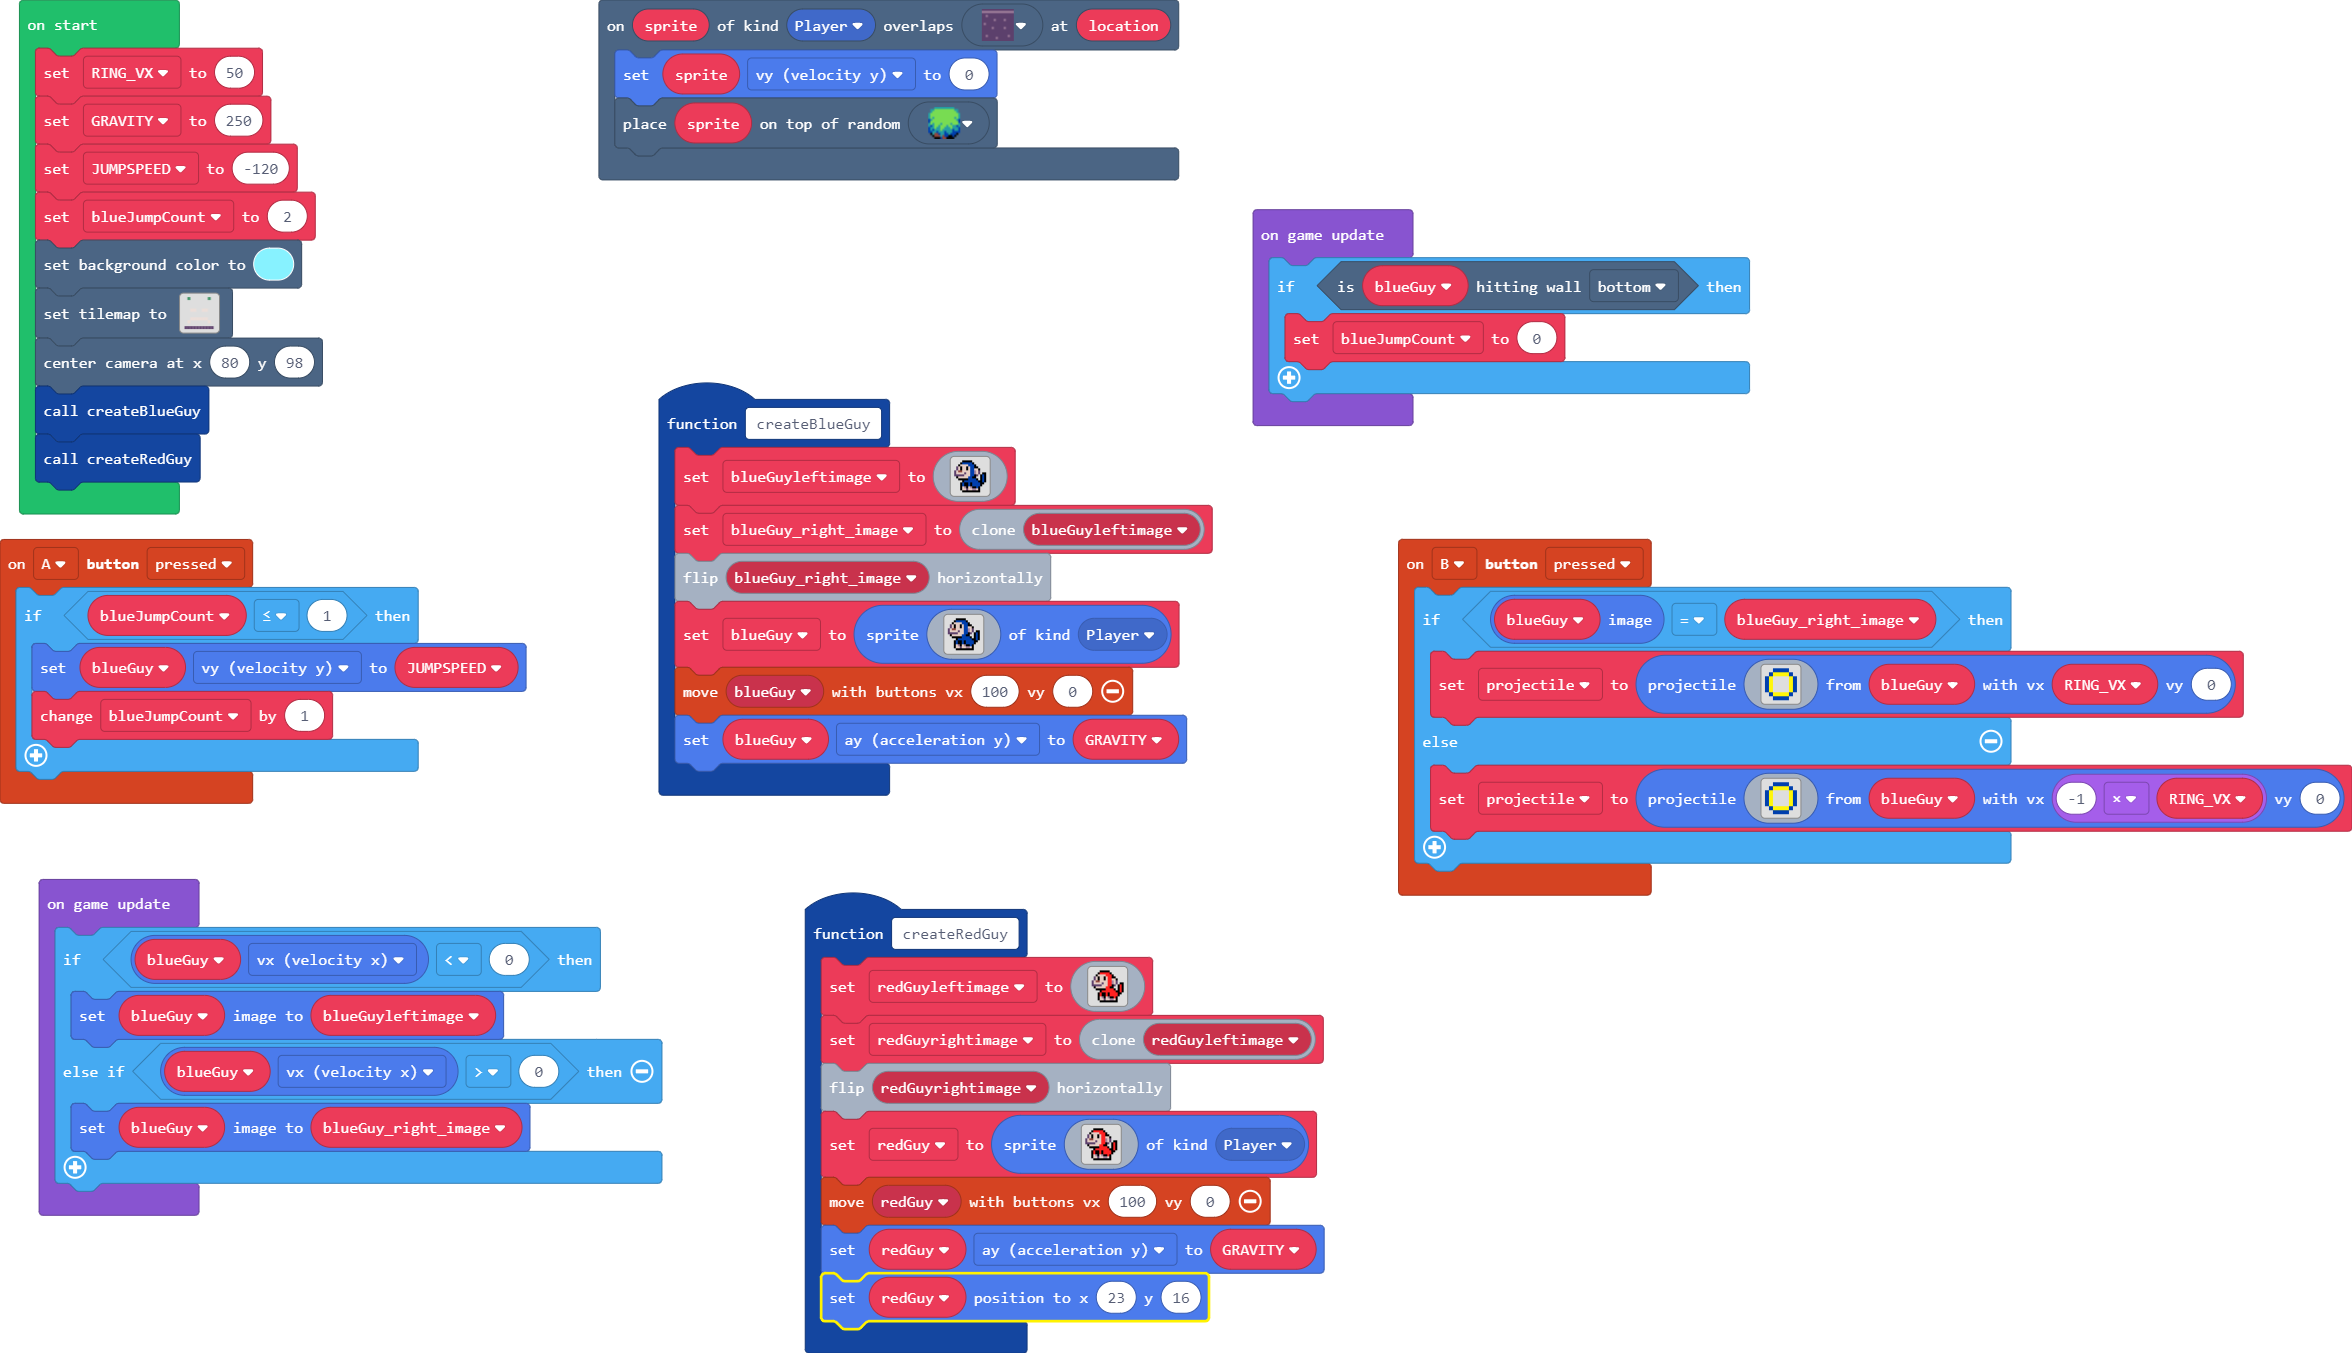 on start
set RING_VX to 50
set GRAVITY to 250
set JUMPSPEED to -120
set blueJumpCount to 2
set background color to
set tilemap to
center camera at x 80 y 98
call createBlueGuy
call createRedGuy
on sprite of kind Player overlaps at location
set sprite vy (velocity y) to 0
place sprite on top of random
on game update
if is blueGuy hitting wall bottom then
set blueJumpCount to 0
function createBlueGuy
set blueGuyleftimage to
set blueGuy_right_image to clone blueGuyleftimage
flip blueGuy_right_image horizontally
set blueGuy to sprite of kind Player
move blueGuy with buttons vx 100 vy 0
set blueGuy ay (acceleration y) to GRAVITY
on A button pressed
if blueJumpCount ≤ 1 then
set blueGuy vy (velocity y) to JUMPSPEED
change blueJumpCount by 1
on B button pressed
if blueGuy image = blueGuy_right_image then
set projectile to projectile from blueGuy with vx RING_VX vy 0
else
set projectile to projectile from blueGuy with vx -1 × RING_VX vy 0
on game update
if blueGuy vx (velocity x) < 0 then
set blueGuy image to blueGuyleftimage
else if blueGuy vx (velocity x) > 0 then
set blueGuy image to blueGuy_right_image
function createRedGuy
set redGuyleftimage to
set redGuyrightimage to clone redGuyleftimage
flip redGuyrightimage horizontally
set redGuy to sprite of kind Player
move redGuy with buttons vx 100 vy 0
set redGuy ay (acceleration y) to GRAVITY
set redGuy position to x 23 y 16